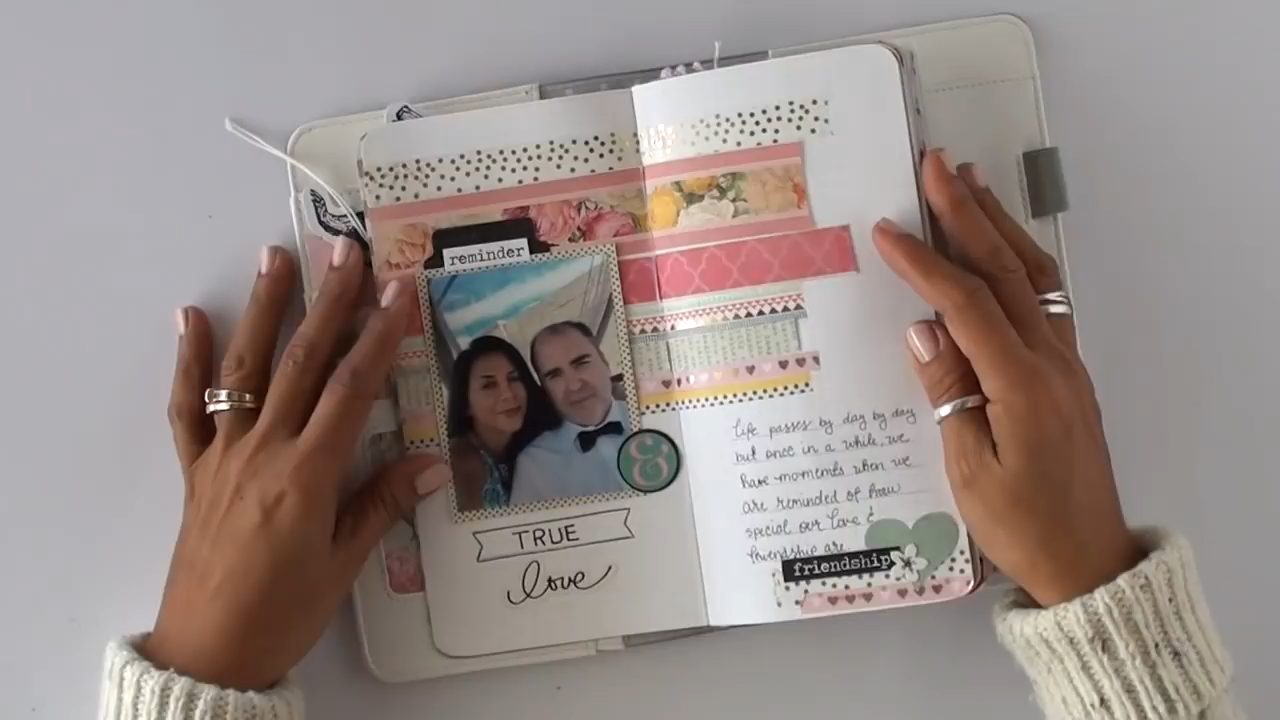 reminder
&
TRUE
love
life passes by day by day
but once in a while, we
have moments when we
are reminded of how
special our love &
friendship are
friendship